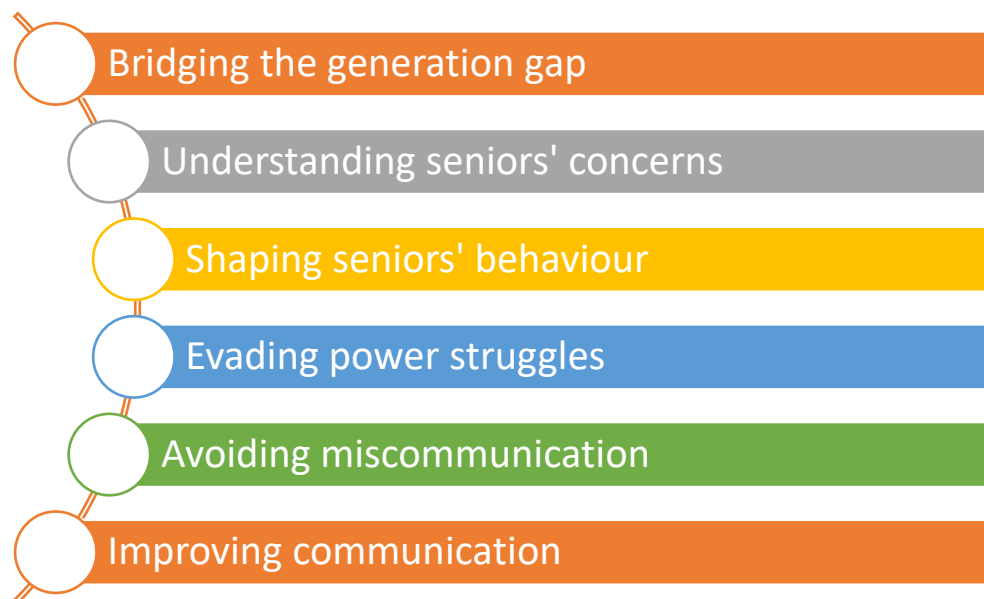 Bridging the generation gap
Understanding seniors' concerns
Shaping seniors' behaviour
Evading power struggles
Avoiding miscommunication
Improving communication